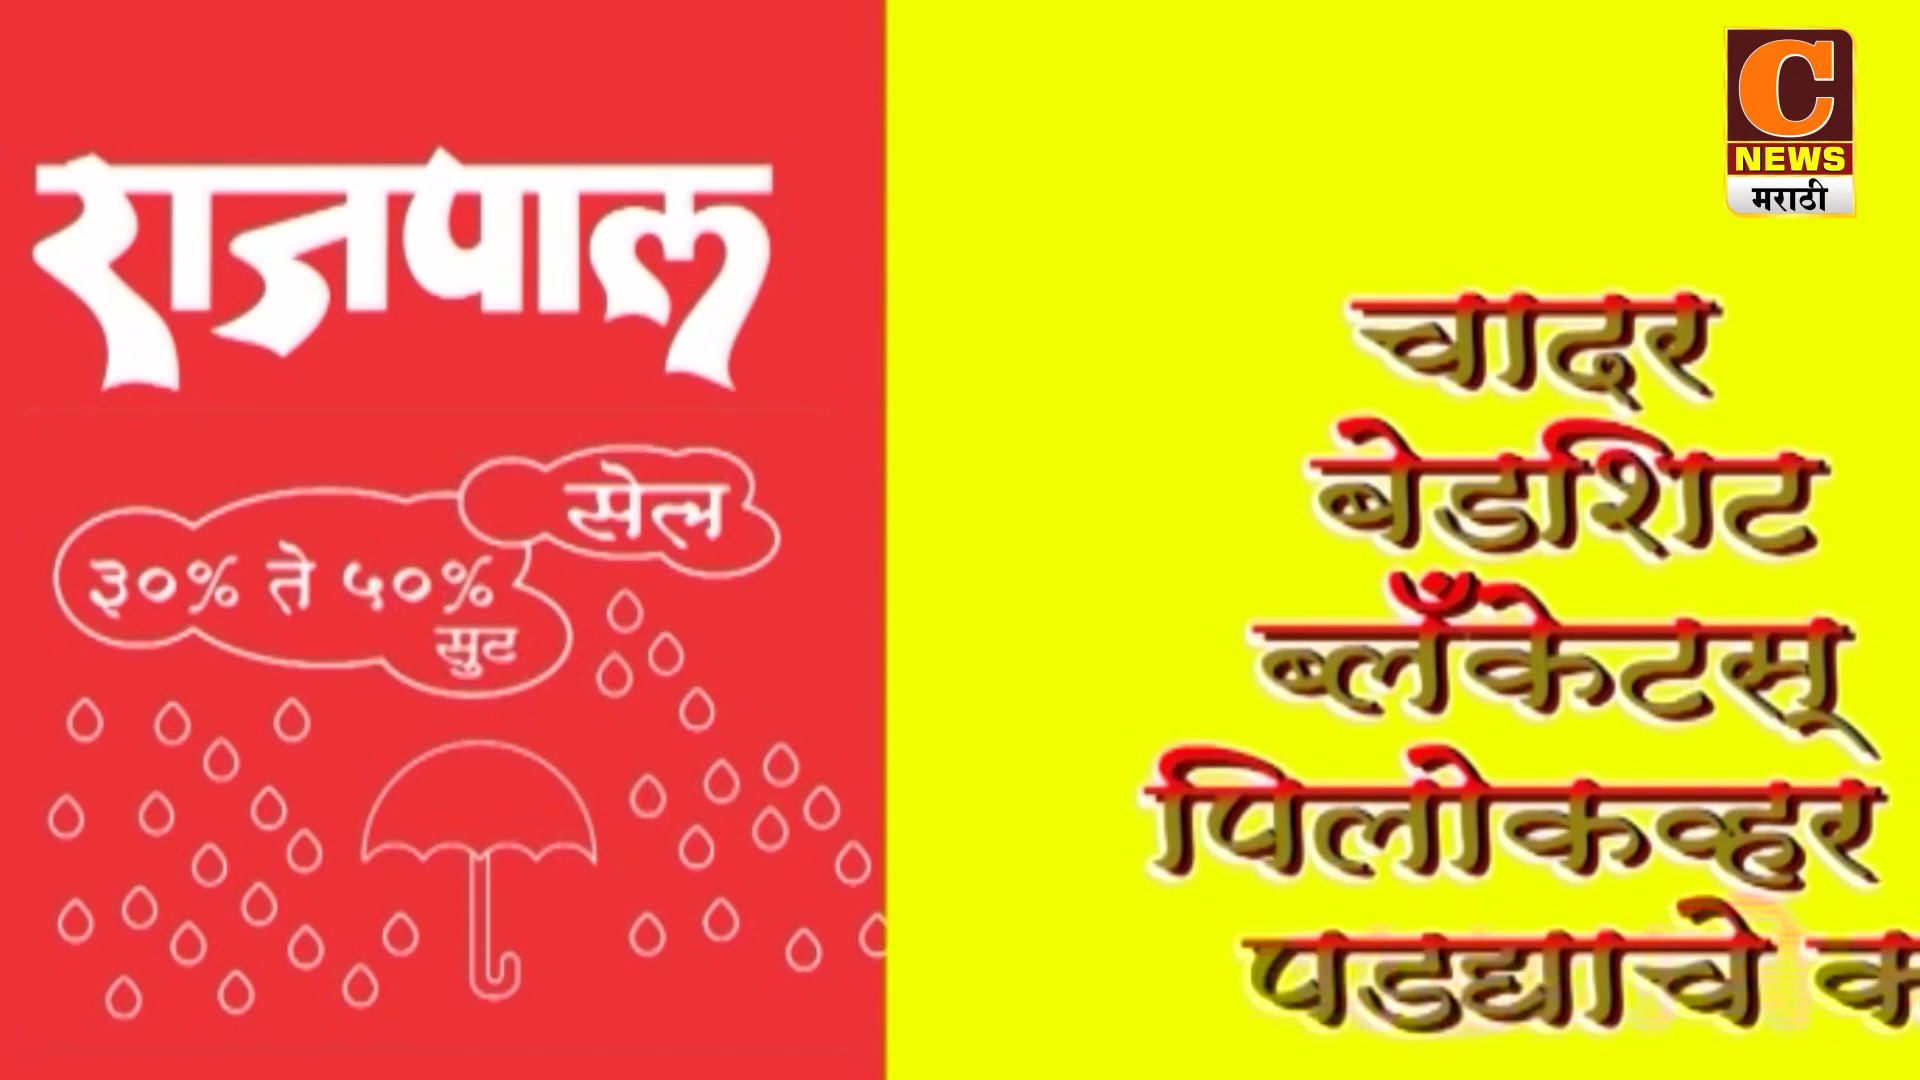 राजपाल
सेल
३०% ते ५०%
सुट
C
NEWS
मराठी
चादर
बेडशिट
ब्लँकेटस्
पिलोकव्हर
पडद्याचे